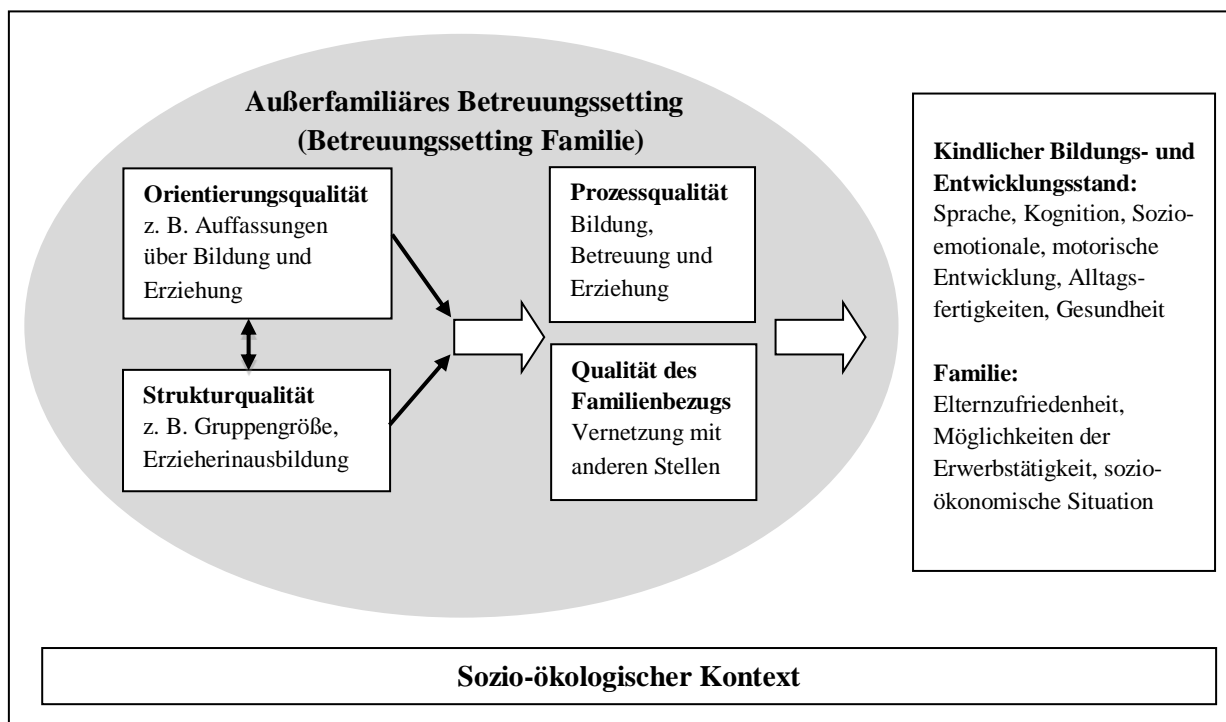 Außerfamiliäres Betreuungssetting
(Betreuungssetting Familie)
Orientierungsqualität
z. B. Auffassungen
über Bildung und
Erziehung
Strukturqualität
z. B. Gruppengröße,
Erzieherinausbildung
Prozessqualität
Bildung,
Betreuung und
Erziehung
Qualität des
Familienbezugs
Vernetzung mit
anderen Stellen
Kindlicher Bildungs- und
Entwicklungsstand:
Sprache, Kognition, Sozio-
emotionale, motorische
Entwicklung, Alltags-
fertigkeiten, Gesundheit
Familie:
Elternzufriedenheit,
Möglichkeiten der
Erwerbstätigkeit, sozio-
ökonomische Situation
Sozio-ökologischer Kontext